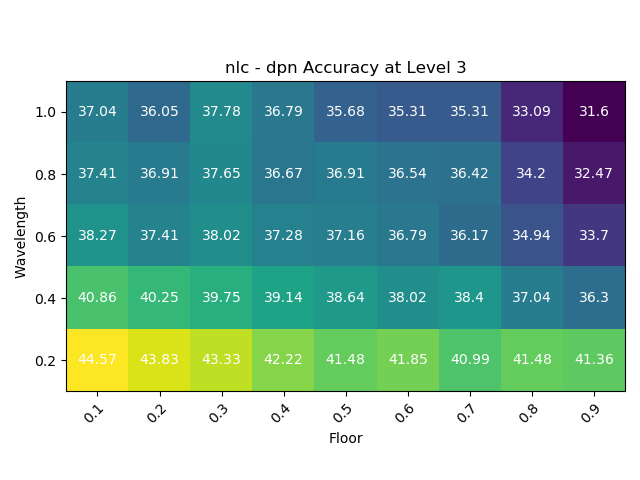 nlc - dpn Accuracy at Level 3
Wavelength
1.0 37.04 36.05 37.78 36.79 35.68 35.31 35.31 33.09 31.6
0.8 37.41 36.91 37.65 36.67 36.91 36.54 36.42 34.2 32.47
0.6 38.27 37.41 38.02 37.28 37.16 36.79 36.17 34.94 33.7
0.4 40.86 40.25 39.75 39.14 38.64 38.02 38.4 37.04 36.3
0.2 44.57 43.83 43.33 42.22 41.48 41.85 40.99 41.48 41.36
0.1 0.2 0.3 0.4 0.5 0.6 0.7 0.8 0.9
Floor